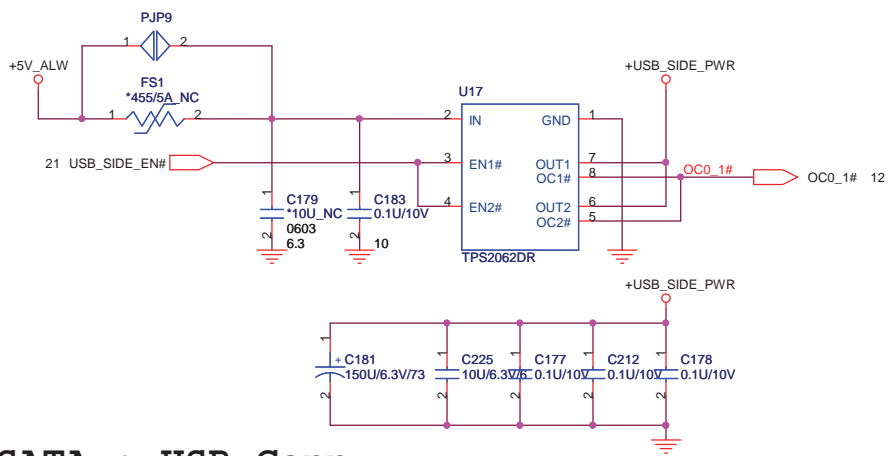 PJP9
1 2
+5V_ALW
FS1
*455/5A_NC
1 2
+USB_SIDE_PWR
U17
2 IN GND 1
21 USB_SIDE_EN#
3 EN1# OUT1 7
OC1# 8
OC0_1#
OC0_1# 12
4 EN2# OUT2 6
OC2# 5
TPS2062DR
1
C179
*10U_NC
0603
6.3
2
1
C183
0.1U/10V
10
2
+USB_SIDE_PWR
1
C181
150U/6.3V/73
2
1
C225
10U/6.3V/6
2
1
C177
0.1U/10V
2
1
C212
0.1U/10V
2
1
C178
0.1U/10V
2
+